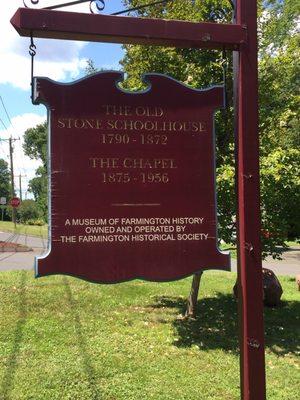 THE OLD
STONE SCHOOLHOUSE
1790 - 1872
THE CHAPEL
1875 - 1956
A MUSEUM OF FARMINGTON HISTORY
OWNED AND OPERATED BY
THE FARMINGTON HISTORICAL SOCIETY